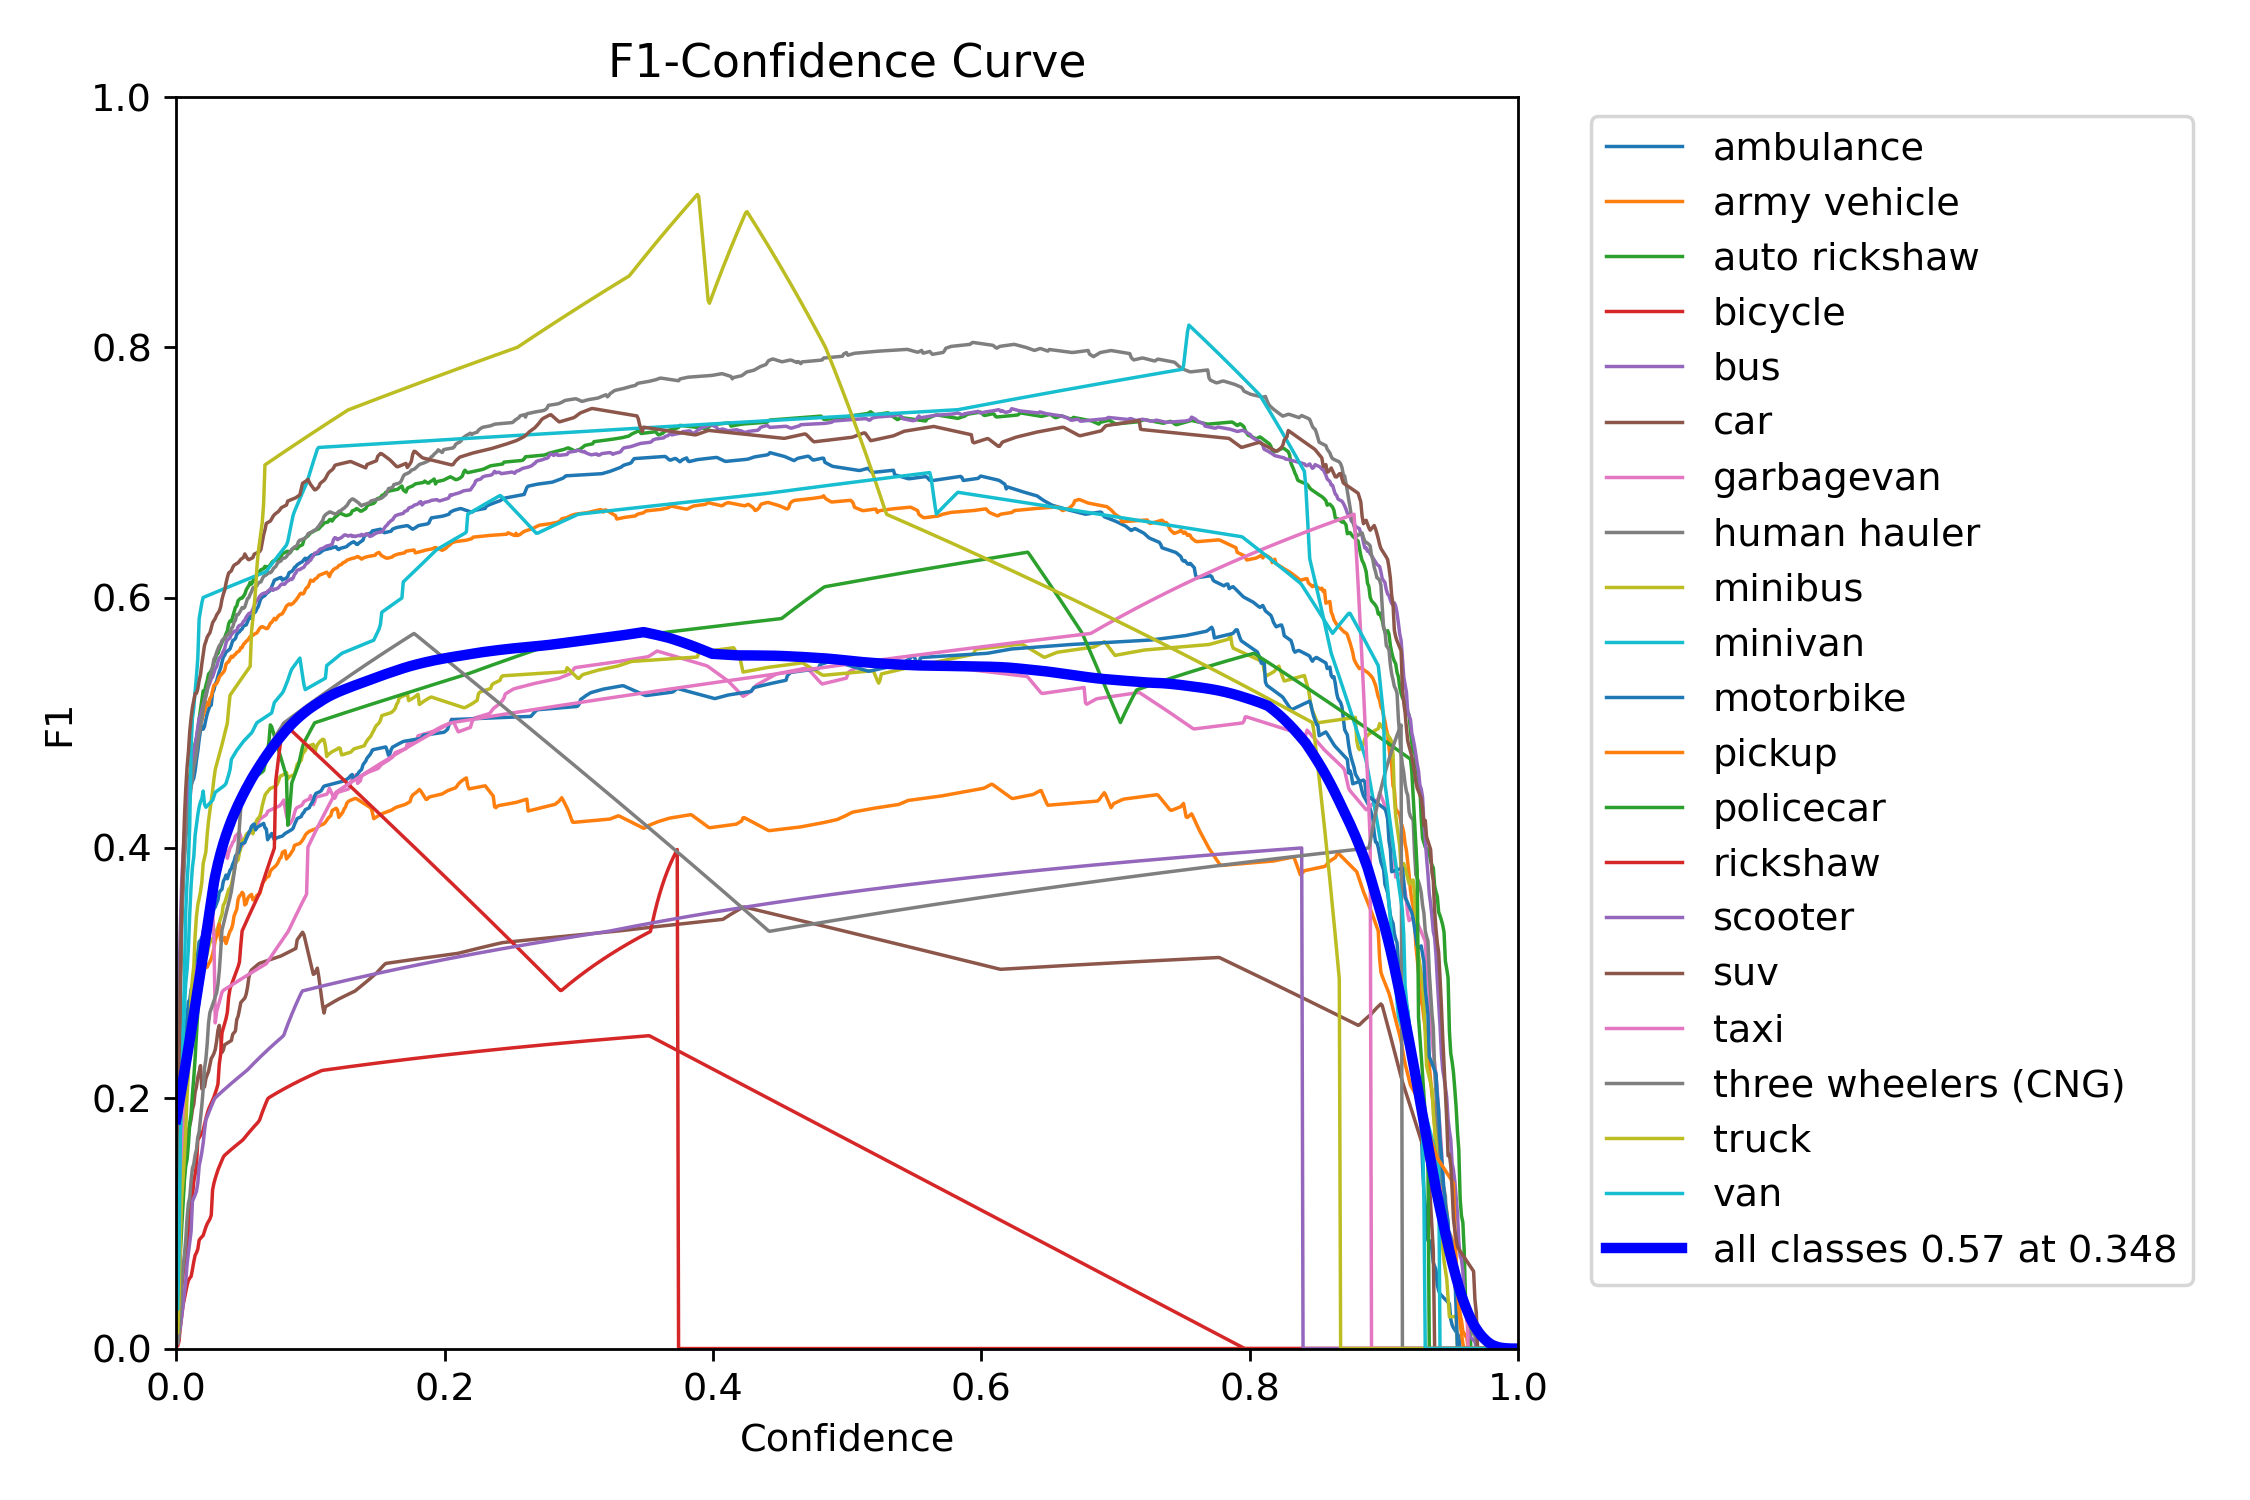 F1-Confidence Curve
1.0
0.8
0.6
0.4
0.2
0.0
F1
0.0 0.2 0.4 0.6 0.8 1.0
Confidence
ambulance
army vehicle
auto rickshaw
bicycle
bus
car
garbagevan
human hauler
minibus
minivan
motorbike
pickup
policecar
rickshaw
scooter
suv
taxi
three wheelers (CNG)
truck
van
all classes 0.57 at 0.348